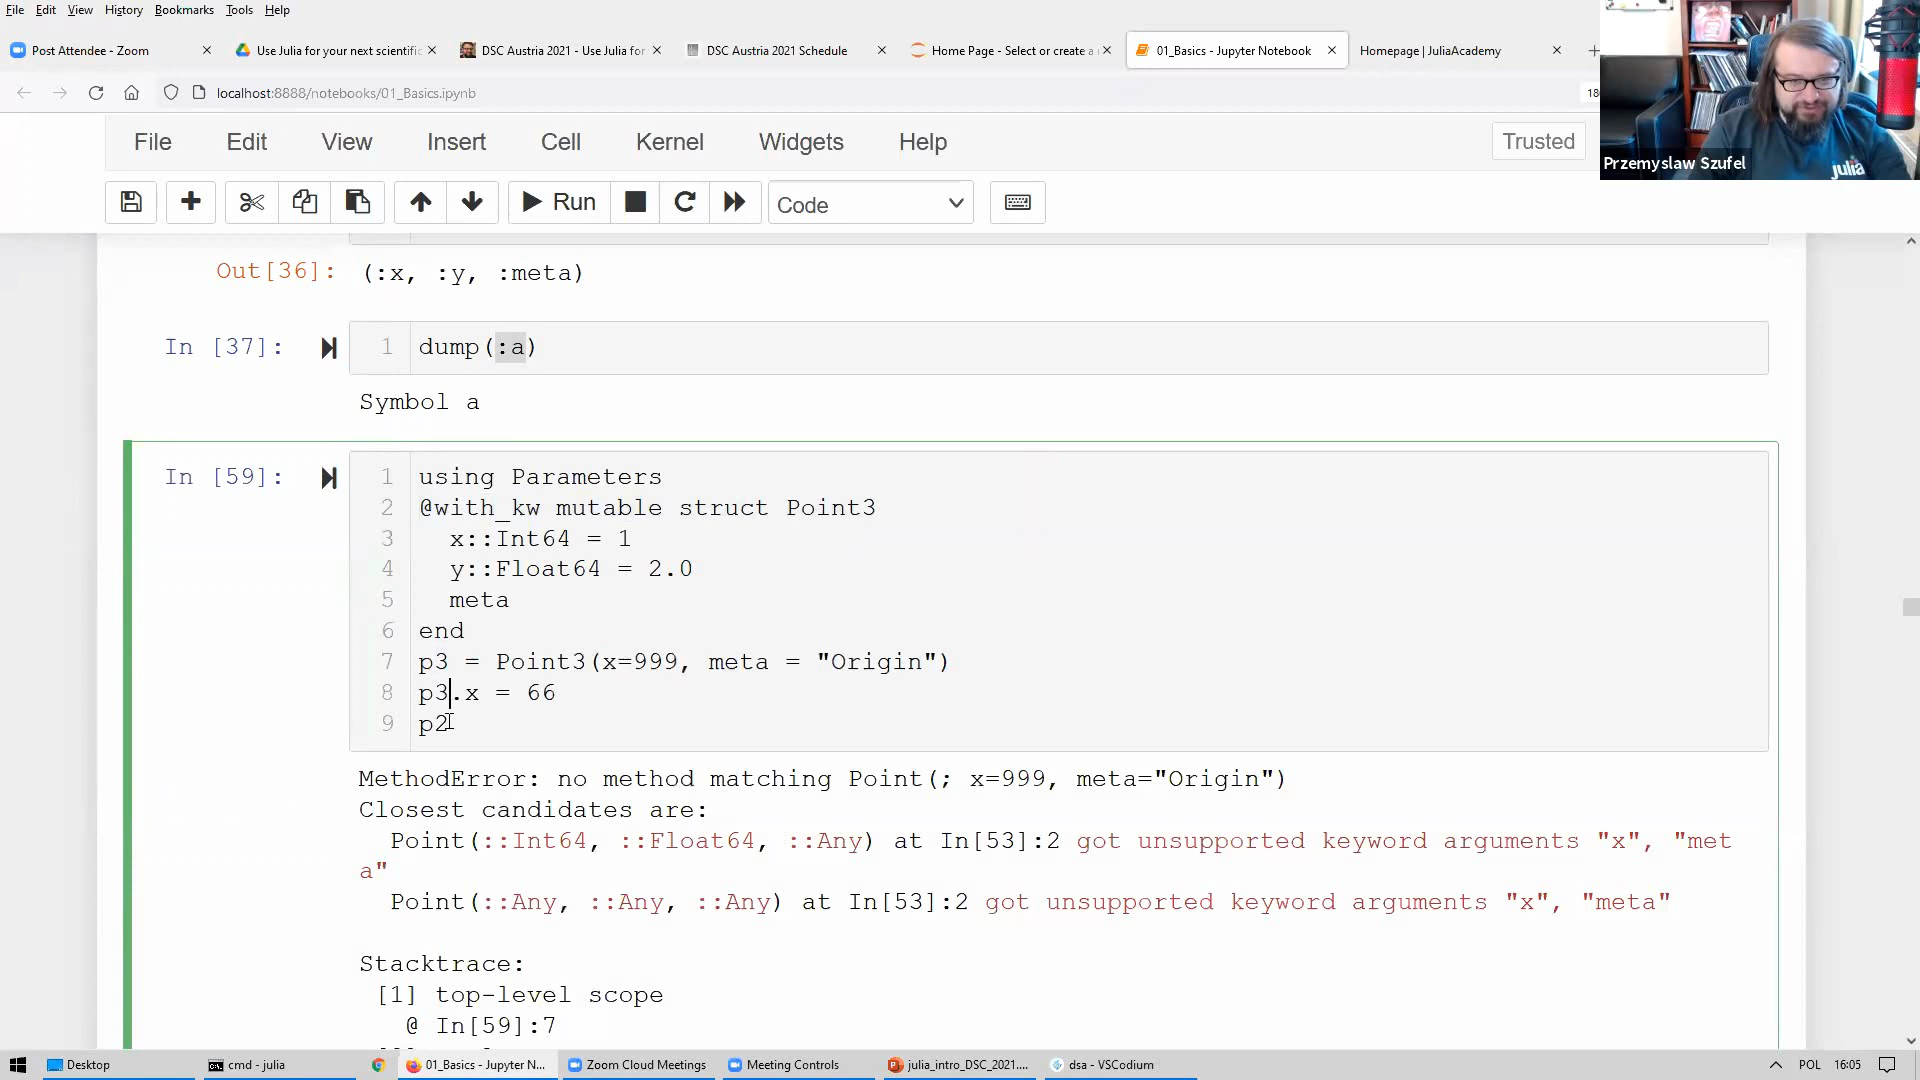 File Edit View History Bookmarks Tools Help
Post Attendee - Zoom
Use Julia for your next scientific
DSC Austria 2021 - Use Julia for
DSC Austria 2021 Schedule
Home Page - Select or create a
01_Basics - Jupyter Notebook
Homepage | JuliaAcademy
localhost:8888/notebooks/01_Basics.ipynb
18
File Edit View Insert Cell Kernel Widgets Help
Trusted
Przemyslaw Szufel
julia
Run
Code
Out[36]: (:x, :y, :meta)
In [37]: 1 dump(:a)
Symbol a
In [59]: 1 using Parameters
2 @with_kw mutable struct Point3
3 x::Int64 = 1
4 y::Float64 = 2.0
5 meta
6 end
7 p3 = Point3(x=999, meta = "Origin")
8 p3.x = 66
9 p2
MethodError: no method matching Point(; x=999, meta="Origin")
Closest candidates are:
Point(::Int64, ::Float64, ::Any) at In[53]:2 got unsupported keyword arguments "x", "met
a"
Point(::Any, ::Any, ::Any) at In[53]:2 got unsupported keyword arguments "x", "meta"
Stacktrace:
[1] top-level scope
@ In[59]:7
Desktop
cmd - julia
01_Basics - Jupyter N...
Zoom Cloud Meetings
Meeting Controls
julia_intro_DSC_2021....
dsa - VSCodium
POL
16:05